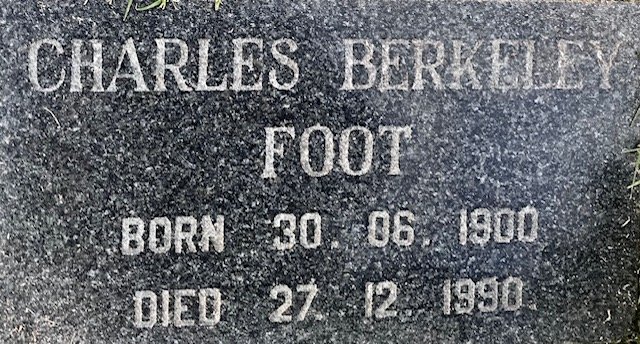 CHARLES BERKELEY
FOOT
BORN 30. 06. 1900
DIED 27. 12. 1990.